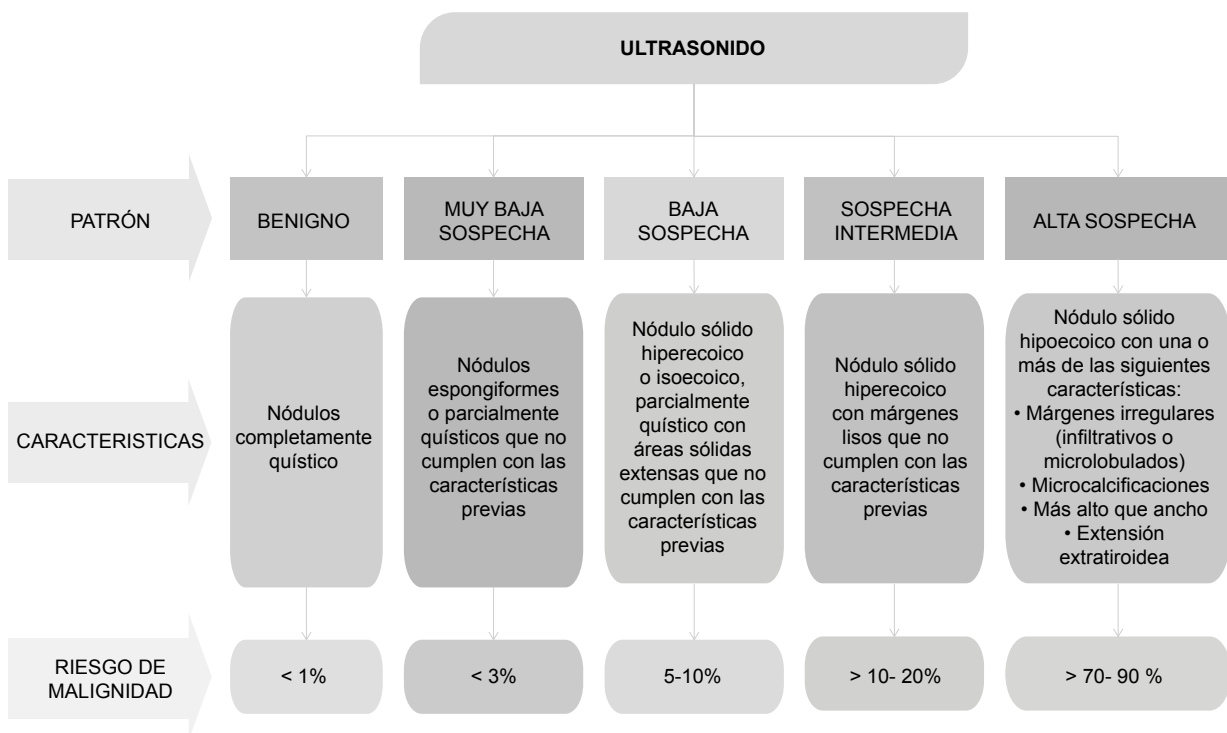 ULTRASONIDO
PATRÓN
BENIGNO
MUY BAJA
SOSPECHA
BAJA
SOSPECHA
SOSPECHA
INTERMEDIA
ALTA SOSPECHA
CARACTERISTICAS
Nódulos
completamente
quístico
Nódulos
espongiformes
o parcialmente
quísticos que no
cumplen con las
características
previas
Nódulo sólido
hiperecoico
o isoecoico,
parcialmente
quístico con
áreas sólidas
extensas que no
cumplen con las
características
previas
Nódulo sólido
hiperecoico
con márgenes
lisos que no
cumplen con las
características
previas
Nódulo sólido
hipoecoico con una o
más de las siguientes
características:
• Márgenes irregulares
(infiltrativos o
microlobulados)
• Microcalcificaciones
• Más alto que ancho
• Extensión
extratiroidea
RIESGO DE
MALIGNIDAD
< 1%
< 3%
5-10%
> 10- 20%
> 70- 90 %